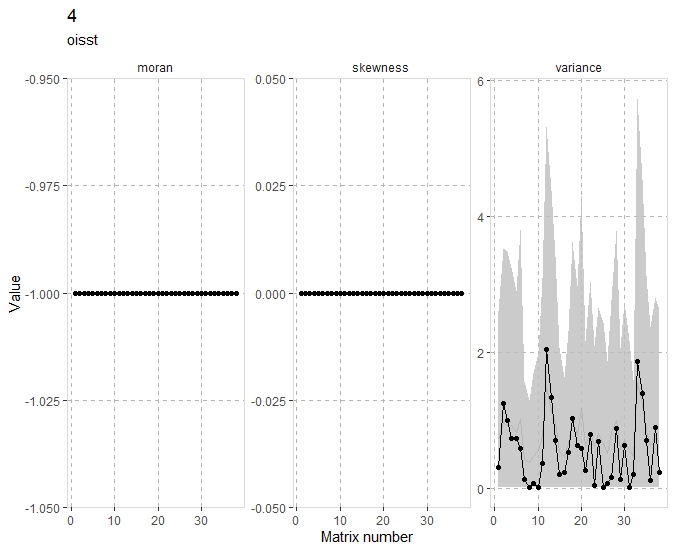 4
oisst
moran
skewness
variance
-0.950
-0.975
-1.000
-1.025
-1.050
0.050
0.025
0.000
-0.025
-0.050
6
4
2
0
0 10 20 30
0 10 20 30
0 10 20 30
Value
Matrix number